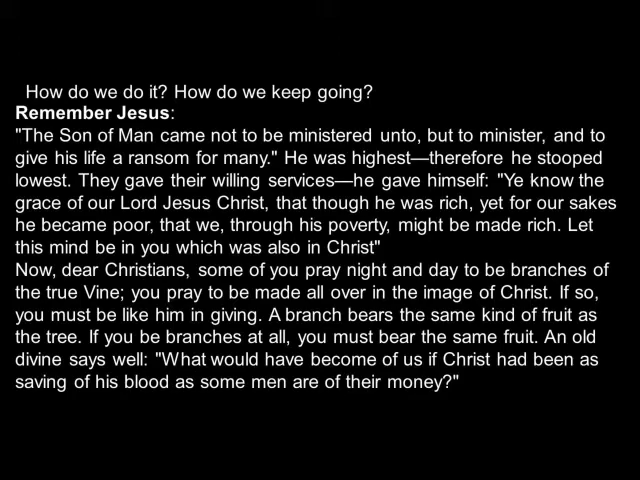 How do we do it? How do we keep going?
Remember Jesus:
"The Son of Man came not to be ministered unto, but to minister, and to
give his life a ransom for many." He was highest—therefore he stooped
lowest. They gave their willing services—he gave himself: "Ye know the
grace of our Lord Jesus Christ, that though he was rich, yet for our sakes
he became poor, that we, through his poverty, might be made rich. Let
this mind be in you which was also in Christ"
Now, dear Christians, some of you pray night and day to be branches of
the true Vine; you pray to be made all over in the image of Christ. If so,
you must be like him in giving. A branch bears the same kind of fruit as
the tree. If you be branches at all, you must bear the same fruit. An old
divine says well: "What would have become of us if Christ had been as
saving of his blood as some men are of their money?"